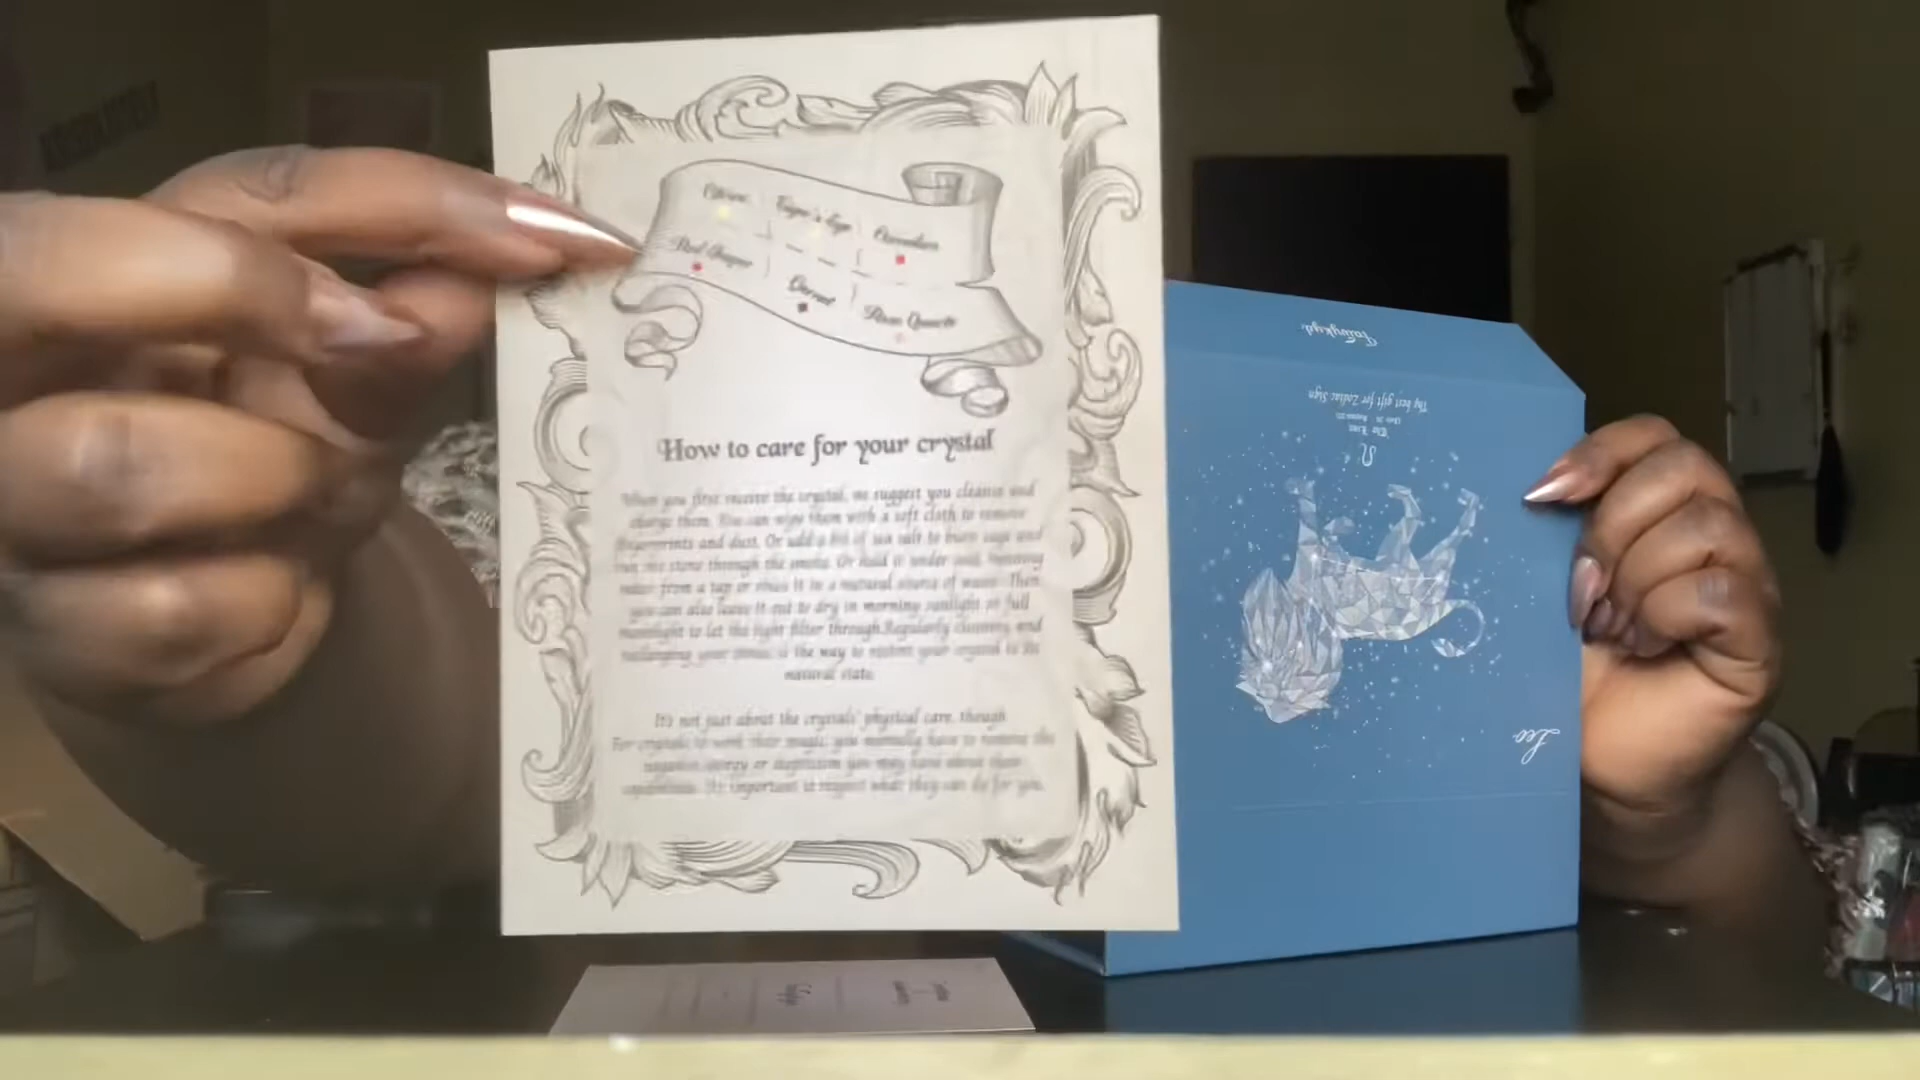 Citrine Tiger's Eye Carnelian
Red Jasper Garnet Rose Quartz
How to care for your crystal
When you first receive the crystal, we suggest you cleanse and
charge them. You can wipe them with a soft cloth to remove
fingerprints and dust. Or add a bit of sea salt to burn sage and
run the stone through the smoke. Or hold it under cool, running
water from a tap or rinse it in a natural source of water. Then
you can also leave it out to dry in morning sunlight or full
moonlight to let the light filter through. Regularly cleaning and
recharging your stones is the way to restore your crystal to its
natural state.
It's not just about the crystals' physical care, though.
For crystals to work their magic, you mentally have to remove the
negative energy or skepticism you may have about their
capabilities. It's important to respect what they can do for you.
Thy best gift for Zodiac Sign
The Lion
Leo